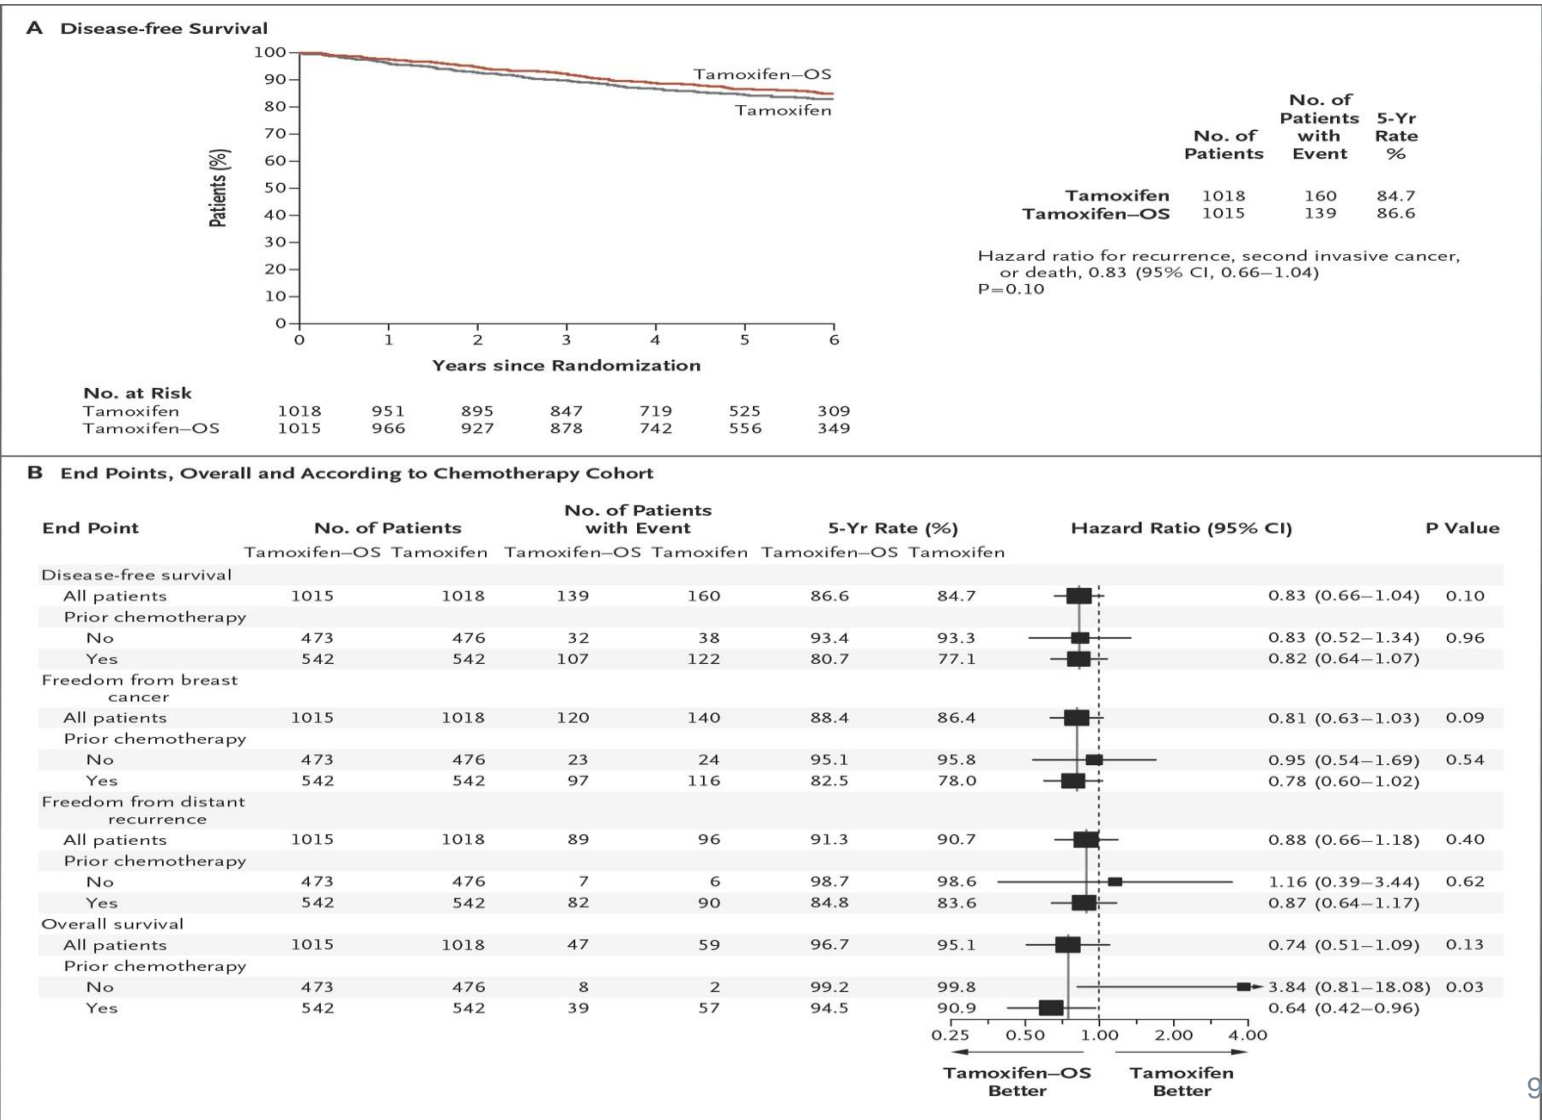 A Disease-free Survival
100
90
80
70
60
50
40
30
20
10
0
Patients (%)
Tamoxifen–OS
Tamoxifen
0 1 2 3 4 5 6
Years since Randomization
No. at Risk
Tamoxifen 1018 951 895 847 719 525 309
Tamoxifen–OS 1015 966 927 878 742 556 349
No. of
Patients
No. of
Patients
with
Event
5-Yr
Rate
%
Tamoxifen 1018 160 84.7
Tamoxifen–OS 1015 139 86.6
Hazard ratio for recurrence, second invasive cancer,
or death, 0.83 (95% CI, 0.66–1.04)
P=0.10
B End Points, Overall and According to Chemotherapy Cohort
End Point
No. of Patients
No. of Patients
with Event
5-Yr Rate (%)
Hazard Ratio (95% CI)
P Value
Tamoxifen–OS Tamoxifen Tamoxifen–OS Tamoxifen Tamoxifen–OS Tamoxifen
Disease-free survival
All patients 1015 1018 139 160 86.6 84.7 0.83 (0.66–1.04) 0.10
Prior chemotherapy
No 473 476 32 38 93.4 93.3 0.83 (0.52–1.34) 0.96
Yes 542 542 107 122 80.7 77.1 0.82 (0.64–1.07)
Freedom from breast
cancer
All patients 1015 1018 120 140 88.4 86.4 0.81 (0.63–1.03) 0.09
Prior chemotherapy
No 473 476 23 24 95.1 95.8 0.95 (0.54–1.69) 0.54
Yes 542 542 97 116 82.5 78.0 0.78 (0.60–1.02)
Freedom from distant
recurrence
All patients 1015 1018 89 96 91.3 90.7 0.88 (0.66–1.18) 0.40
Prior chemotherapy
No 473 476 7 6 98.7 98.6 1.16 (0.39–3.44) 0.62
Yes 542 542 82 90 84.8 83.6 0.87 (0.64–1.17)
Overall survival
All patients 1015 1018 47 59 96.7 95.1 0.74 (0.51–1.09) 0.13
Prior chemotherapy
No 473 476 8 2 99.2 99.8 3.84 (0.81–18.08) 0.03
Yes 542 542 39 57 94.5 90.9 0.64 (0.42–0.96)
0.25 0.50 1.00 2.00 4.00
Tamoxifen–OS
Better
Tamoxifen
Better
9